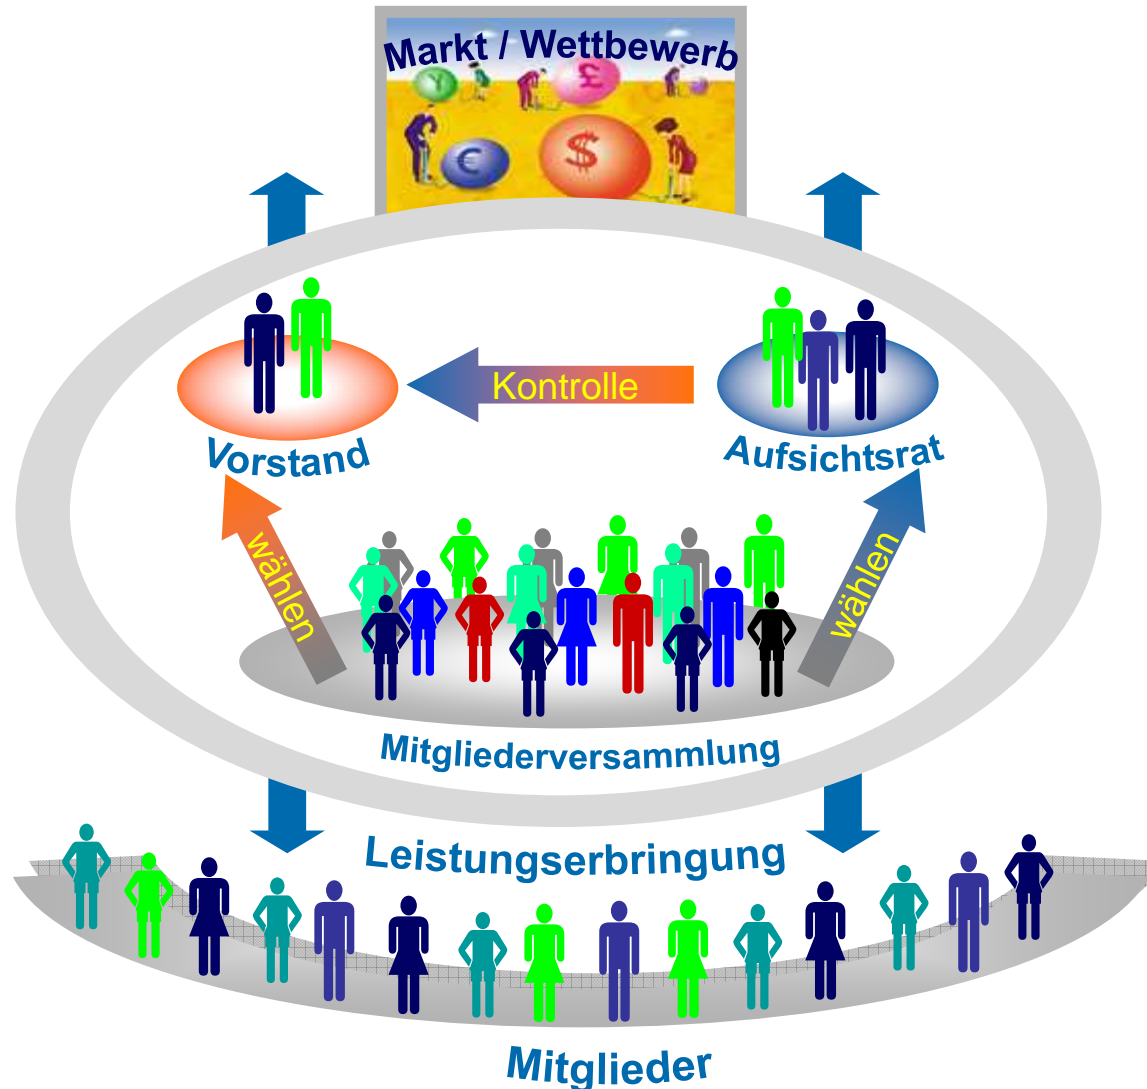 Markt / Wettbewerb
Y
£
€
$
Kontrolle
Vorstand
Aufsichtsrat
wählen
wählen
Mitgliederversammlung
Leistungserbringung
Mitglieder